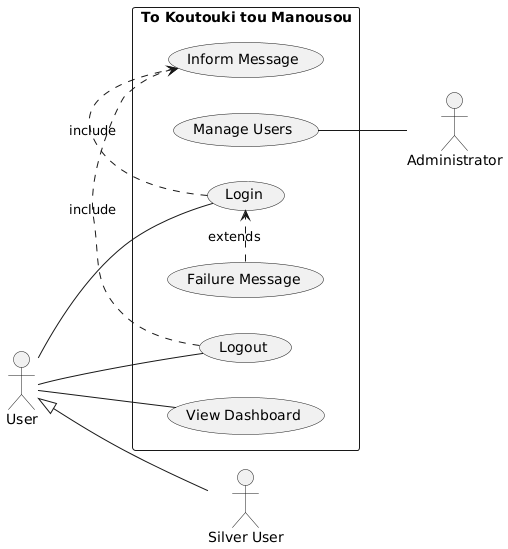 To Koutouki tou Manousou
Inform Message
include
Manage Users
Administrator
Login
include
extends
Failure Message
Logout
User
View Dashboard
Silver User